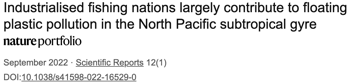 Industrialised fishing nations largely contribute to floating
plastic pollution in the North Pacific subtropical gyre
natureportfolio
September 2022 · Scientific Reports 12(1)
DOI:10.1038/s41598-022-16529-0